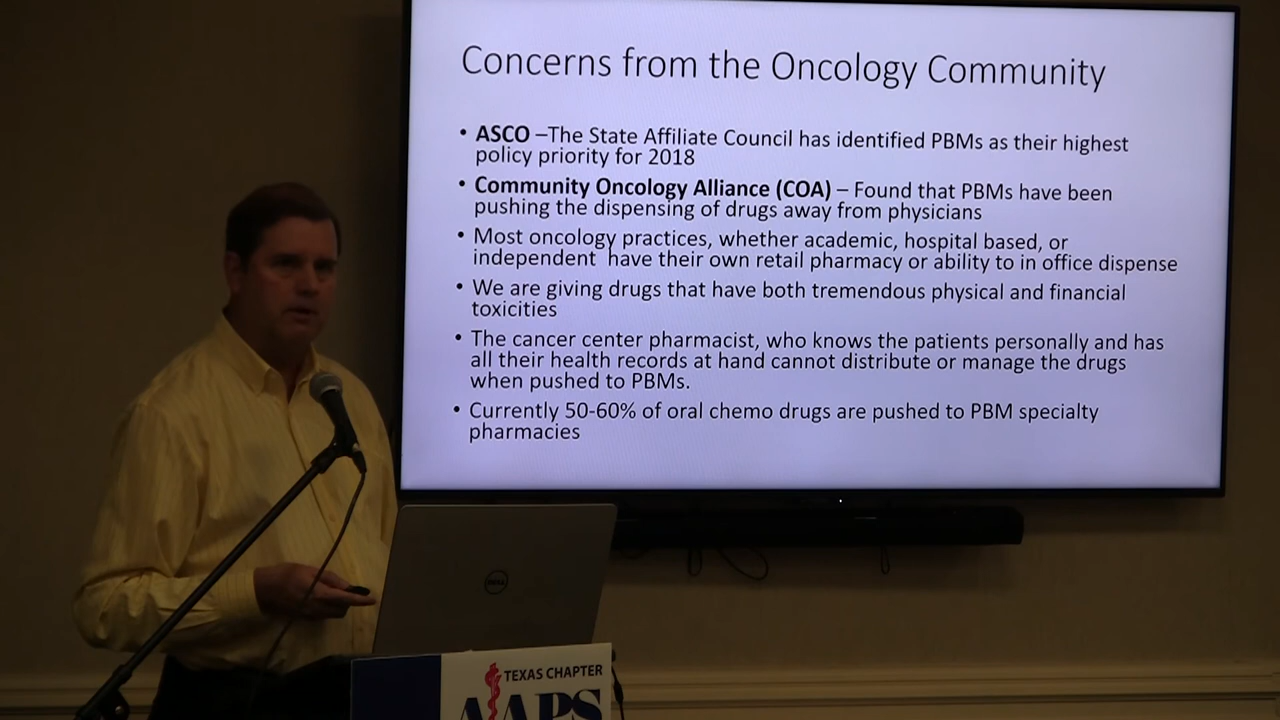 Concerns from the Oncology Community
• ASCO –The State Affiliate Council has identified PBMs as their highest
policy priority for 2018
• Community Oncology Alliance (COA) – Found that PBMs have been
pushing the dispensing of drugs away from physicians
• Most oncology practices, whether academic, hospital based, or
independent have their own retail pharmacy or ability to in office dispense
• We are giving drugs that have both tremendous physical and financial
toxicities
• The cancer center pharmacist, who knows the patients personally and has
all their health records at hand cannot distribute or manage the drugs
when pushed to PBMs.
• Currently 50-60% of oral chemo drugs are pushed to PBM specialty
pharmacies
DELL
TEXAS CHAPTER
AAPS